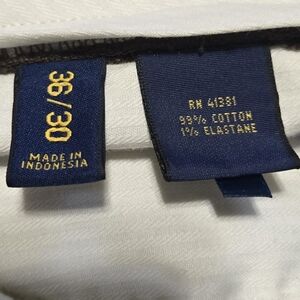 36/30
MADE IN
INDONESIA
RN 41381
99% COTTON
1% ELASTANE